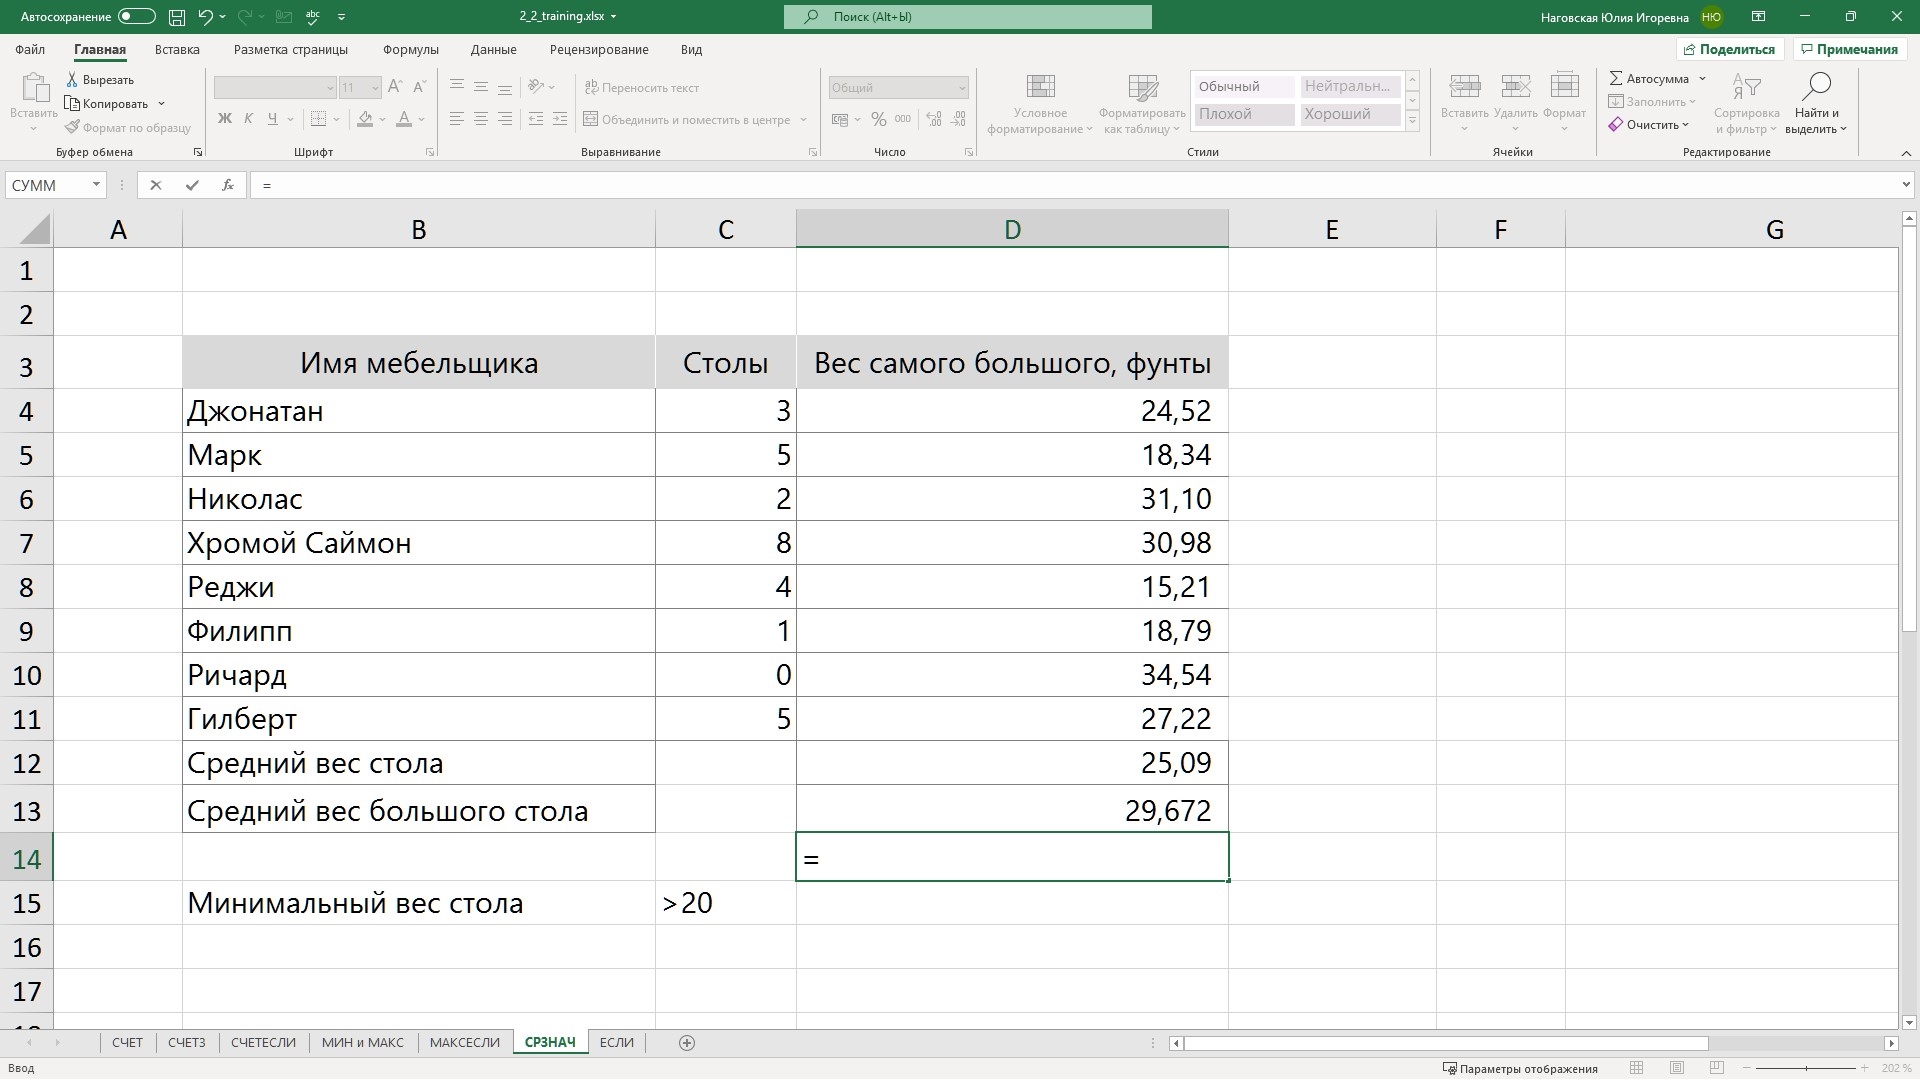 Автосохранение
2_2_training.xlsx
Поиск (Alt+Ы)
Наговская Юлия Игоревна НЮ
Файл Главная Вставка Разметка страницы Формулы Данные Рецензирование Вид
Поделиться Примечания
Вставить
Вырезать
Копировать
Формат по образцу
Буфер обмена
11
Ж К Ч
Шрифт
Переносить текст
Объединить и поместить в центре
Выравнивание
Общий
% 000
Число
Условное форматирование
Форматировать как таблицу
Обычный Нейтральн...
Плохой Хороший
Стили
Вставить Удалить Формат
Ячейки
Автосумма
Заполнить
Очистить
Сортировка и фильтр
Найти и выделить
Редактирование
СУММ
fx
=
A B C D E F G
1
2
3 Имя мебельщика Столы Вес самого большого, фунты
4 Джонатан 3 24,52
5 Марк 5 18,34
6 Николас 2 31,10
7 Хромой Саймон 8 30,98
8 Реджи 4 15,21
9 Филипп 1 18,79
10 Ричард 0 34,54
11 Гилберт 5 27,22
12 Средний вес стола 25,09
13 Средний вес большого стола 29,672
14 =
15 Минимальный вес стола >20
16
17
СЧЕТ СЧЕТЗ СЧЕТЕСЛИ МИН и МАКС МАКСЕСЛИ СРЗНАЧ ЕСЛИ
Ввод
Параметры отображения
202 %